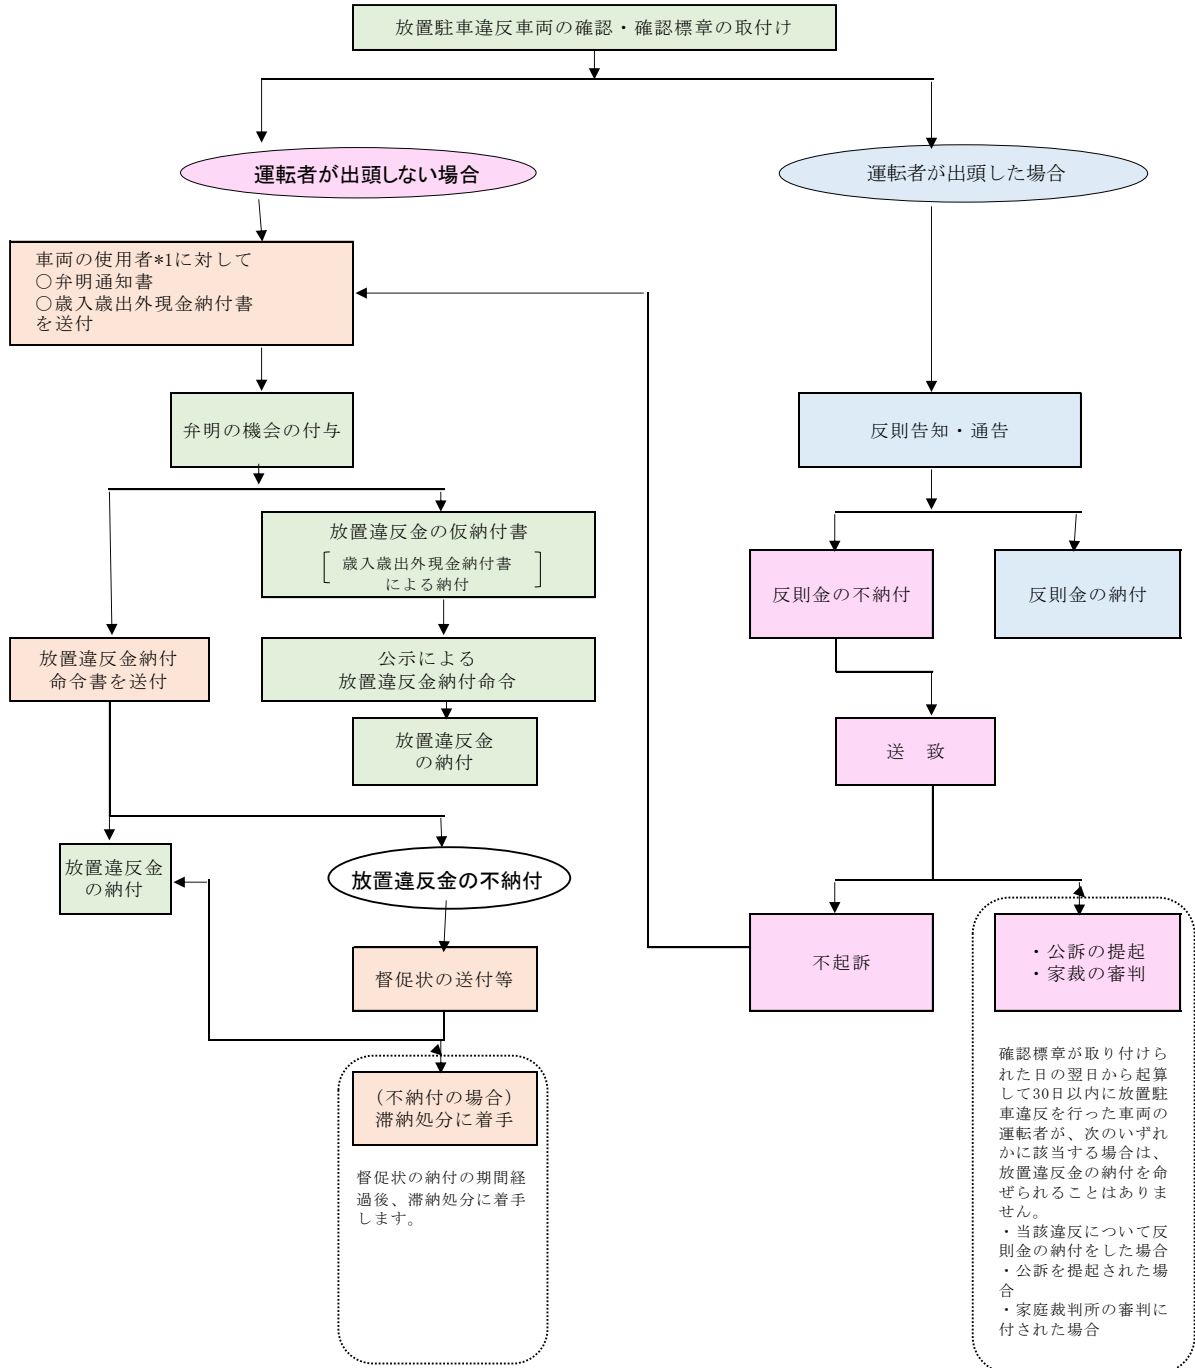 放置駐車違反車両の確認・確認標章の取付け
運転者が出頭しない場合
運転者が出頭した場合
車両の使用者*1に対して
〇弁明通知書
〇歳入歳出外現金納付書
を送付
弁明の機会の付与
反則告知・通告
放置違反金の仮納付書
歳入歳出外現金納付書
による納付
反則金の不納付
反則金の納付
放置違反金納付
命令書を送付
公示による
放置違反金納付命令
放置違反金
の納付
送　致
放置違反金
の納付
放置違反金の不納付
督促状の送付等
不起訴
・公訴の提起
・家裁の審判
(不納付の場合)
滞納処分に着手
督促状の納付の期間経
過後、滞納処分に着手
します。
確認標章が取り付けら
れた日の翌日から起算
して30日以内に放置駐
車違反を行った車両の
運転者が、次のいずれ
かに該当する場合は、
放置違反金の納付を命
ぜられることはありま
せん。
・当該違反について反
則金の納付をした場合
・公訴を提起された場
合
・家庭裁判所の審判に
付された場合